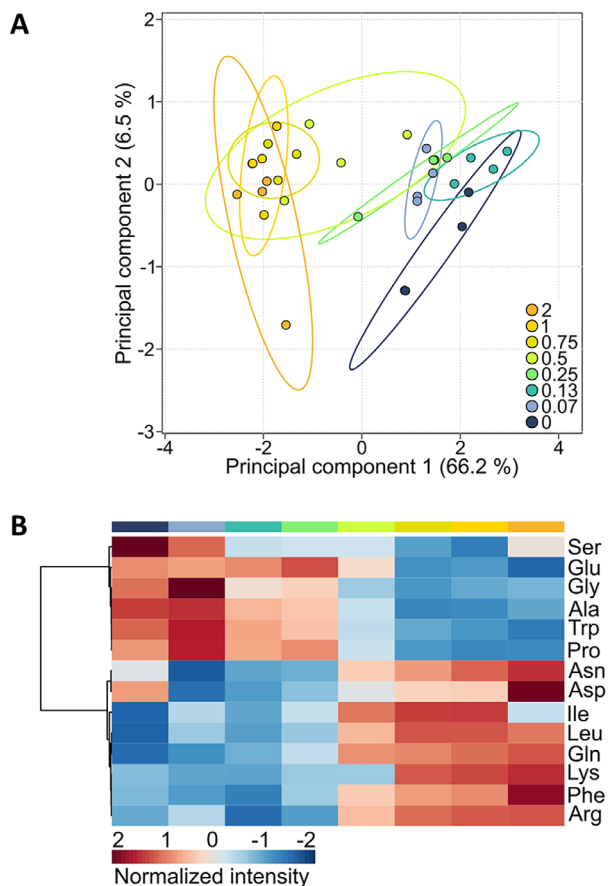 A
2
1
0
-1
-2
-3
Principal component 2 (6.5 %)
2
1
0.75
0.5
0.25
0.13
0.07
0
-4 -2 0 2 4
Principal component 1 (66.2 %)
B
Ser
Glu
Gly
Ala
Trp
Pro
Asn
Asp
Ile
Leu
Gln
Lys
Phe
Arg
2 1 0 -1 -2
Normalized intensity